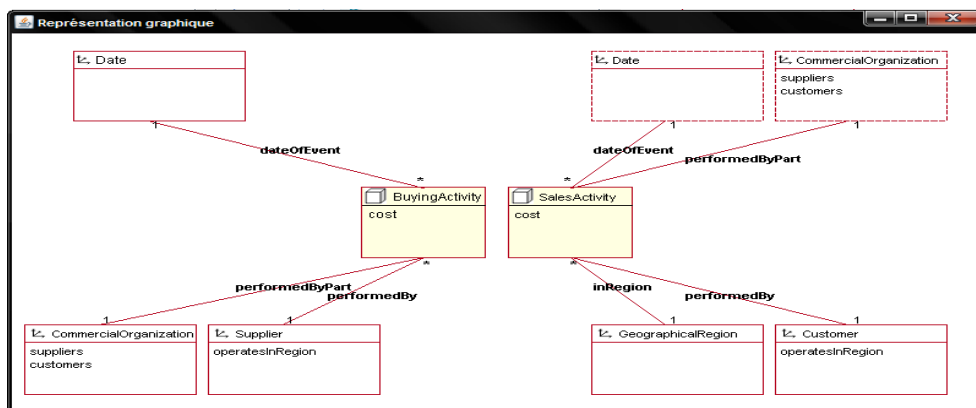 Représentation graphique
Date
Date
CommercialOrganization
suppliers
customers
1
1
1
dateOfEvent
dateOfEvent
performedByPart
*
*
BuyingActivity
SalesActivity
cost
cost
*
*
performedByPart
performedBy
inRegion
performedBy
1
1
1
1
CommercialOrganization
Supplier
GeographicalRegion
Customer
suppliers
customers
operatesInRegion
operatesInRegion